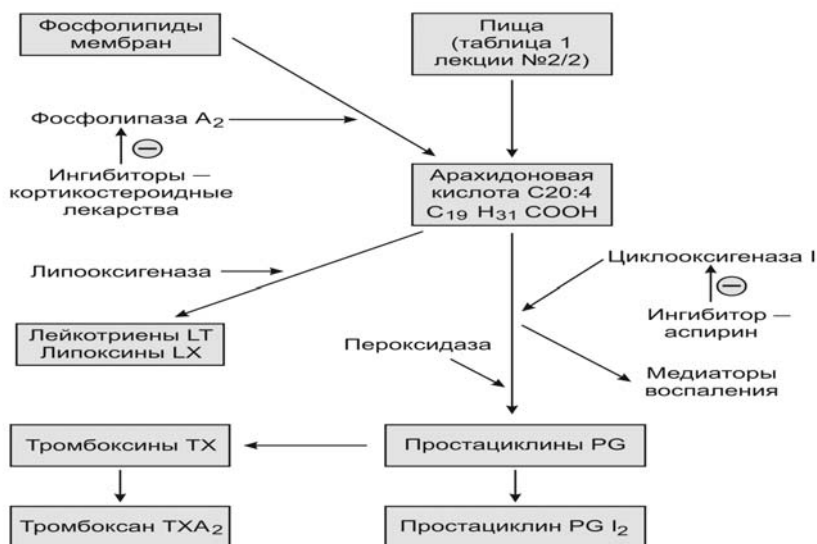 Фосфолипиды
мембран
Пища
(таблица 1
лекции №2/2)
Фосфолипаза A₂
Ингибиторы —
кортикостероидные
лекарства
Арахидоновая
кислота C20:4
C₁₉ H₃₁ COOH
Липооксигеназа
Циклооксигеназа I
Ингибитор —
аспирин
Лейкотриены LT
Липоксины LX
Пероксидаза
Медиаторы
воспаления
Тромбоксины TX
Простациклины PG
Тромбоксан TXA₂
Простациклин PG I₂